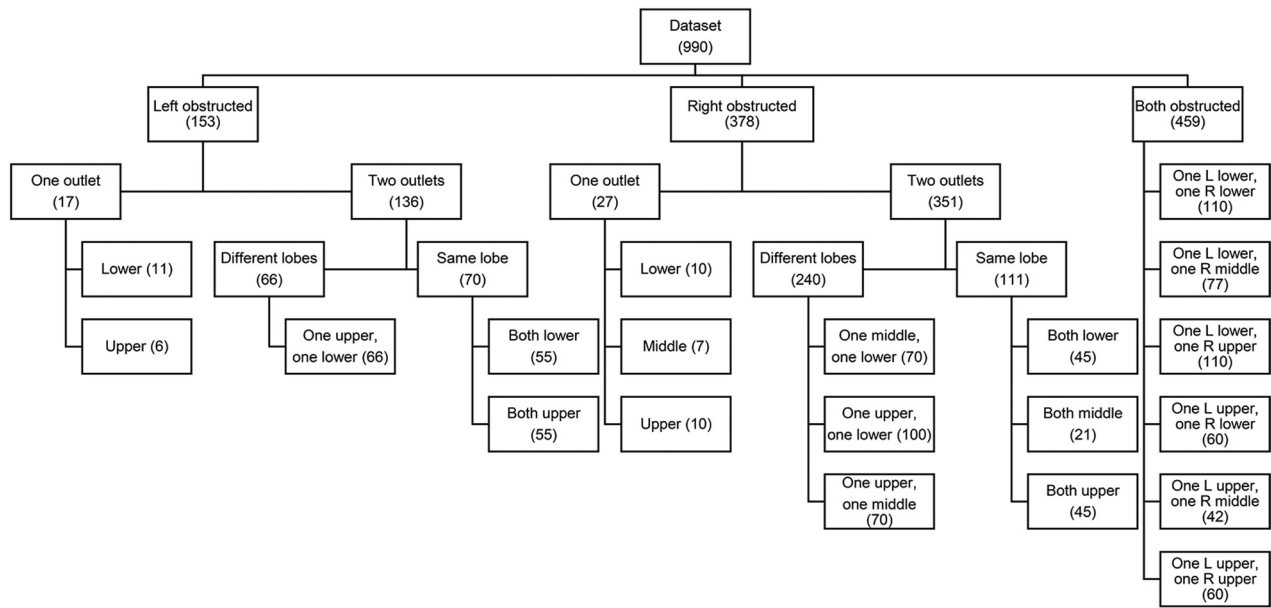 Dataset
(990)
Left obstructed
(153)
Right obstructed
(378)
Both obstructed
(459)
One outlet
(17)
Two outlets
(136)
One outlet
(27)
Two outlets
(351)
One L lower,
one R lower
(110)
Lower (11)
Different lobes
(66)
Same lobe
(70)
Lower (10)
Different lobes
(240)
Same lobe
(111)
One L lower,
one R middle
(77)
Upper (6)
One upper,
one lower (66)
Both lower
(55)
Middle (7)
One middle,
one lower (70)
Both lower
(45)
One L lower,
one R upper
(110)
Both upper
(55)
Upper (10)
One upper,
one lower (100)
Both middle
(21)
One L upper,
one R lower
(60)
One upper,
one middle
(70)
Both upper
(45)
One L upper,
one R middle
(42)
One L upper,
one R upper
(60)